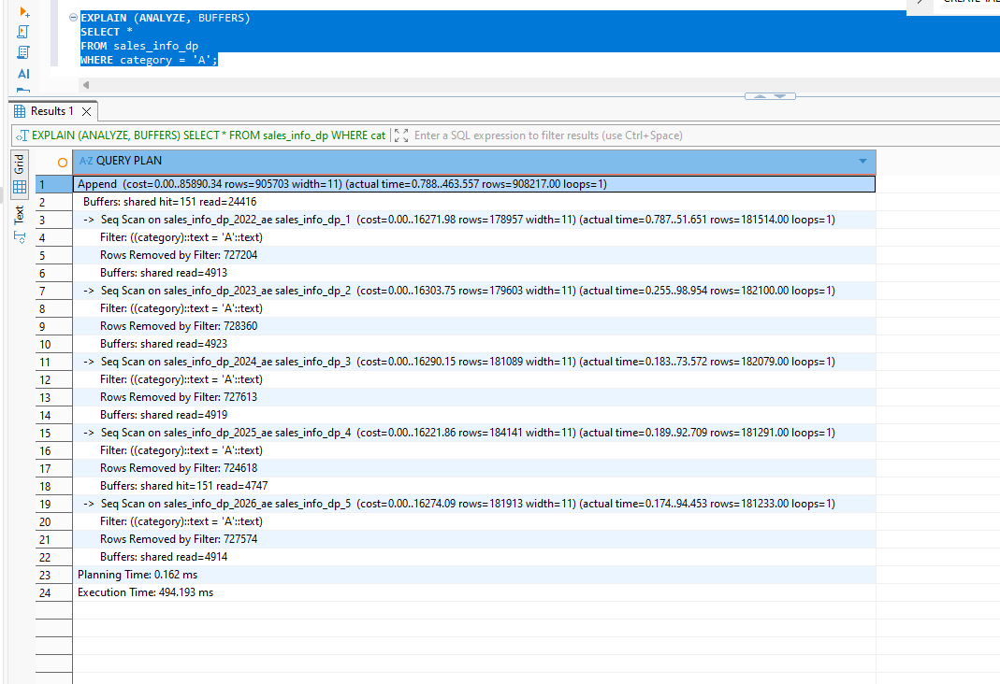 EXPLAIN (ANALYZE, BUFFERS)
SELECT *
FROM sales_info_dp
WHERE category = 'A';
AI
Results 1
EXPLAIN (ANALYZE, BUFFERS) SELECT * FROM sales_info_dp WHERE cat
Enter a SQL expression to filter results (use Ctrl+Space)
Grid
Text
A-Z QUERY PLAN
1 Append (cost=0.00..85890.34 rows=905703 width=11) (actual time=0.788..463.557 rows=908217.00 loops=1)
2 Buffers: shared hit=151 read=24416
3 -> Seq Scan on sales_info_dp_2022_ae sales_info_dp_1 (cost=0.00..16271.98 rows=178957 width=11) (actual time=0.787..51.651 rows=181514.00 loops=1)
4 Filter: ((category)::text = 'A'::text)
5 Rows Removed by Filter: 727204
6 Buffers: shared read=4913
7 -> Seq Scan on sales_info_dp_2023_ae sales_info_dp_2 (cost=0.00..16303.75 rows=179603 width=11) (actual time=0.255..98.954 rows=182100.00 loops=1)
8 Filter: ((category)::text = 'A'::text)
9 Rows Removed by Filter: 728360
10 Buffers: shared read=4923
11 -> Seq Scan on sales_info_dp_2024_ae sales_info_dp_3 (cost=0.00..16290.15 rows=181089 width=11) (actual time=0.183..73.572 rows=182079.00 loops=1)
12 Filter: ((category)::text = 'A'::text)
13 Rows Removed by Filter: 727613
14 Buffers: shared read=4919
15 -> Seq Scan on sales_info_dp_2025_ae sales_info_dp_4 (cost=0.00..16221.86 rows=184141 width=11) (actual time=0.189..92.709 rows=181291.00 loops=1)
16 Filter: ((category)::text = 'A'::text)
17 Rows Removed by Filter: 724618
18 Buffers: shared hit=151 read=4747
19 -> Seq Scan on sales_info_dp_2026_ae sales_info_dp_5 (cost=0.00..16274.09 rows=181913 width=11) (actual time=0.174..94.453 rows=181233.00 loops=1)
20 Filter: ((category)::text = 'A'::text)
21 Rows Removed by Filter: 727574
22 Buffers: shared read=4914
23 Planning Time: 0.162 ms
24 Execution Time: 494.193 ms